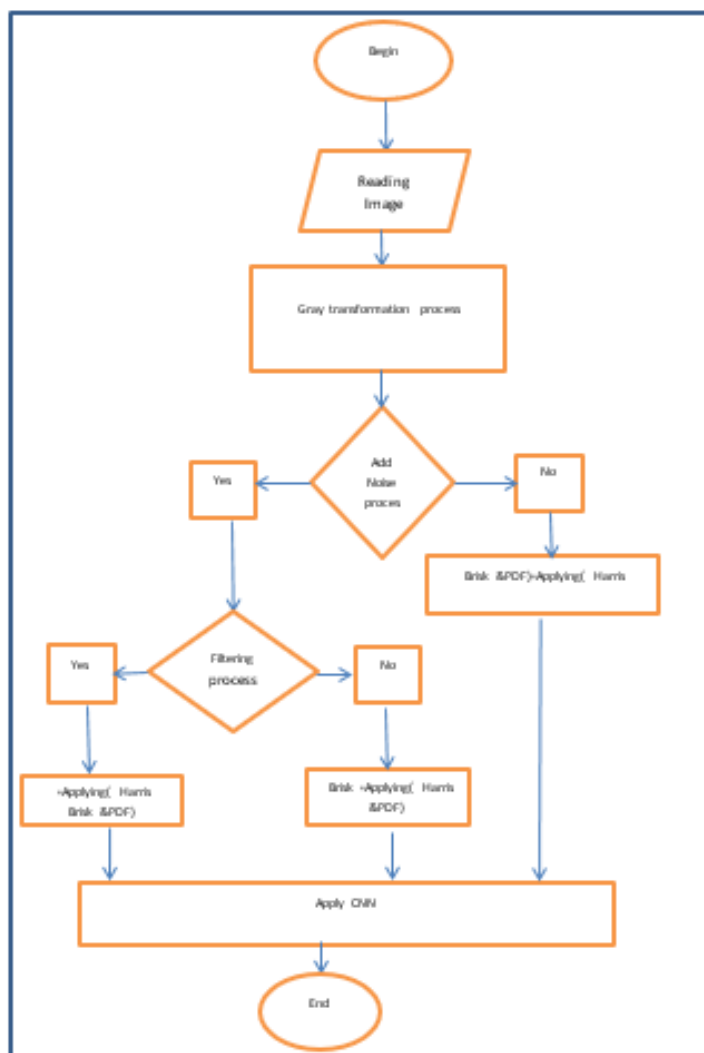 Begin
Reading
Image
Gray transformation process
Add
Noise
proces
Yes
No
Brisk &PDF)+Applying( Harris
Filtering
process
Yes
No
+Applying( Harris
Brisk &PDF)
Brisk +Applying( Harris
&PDF)
Apply CNN
End